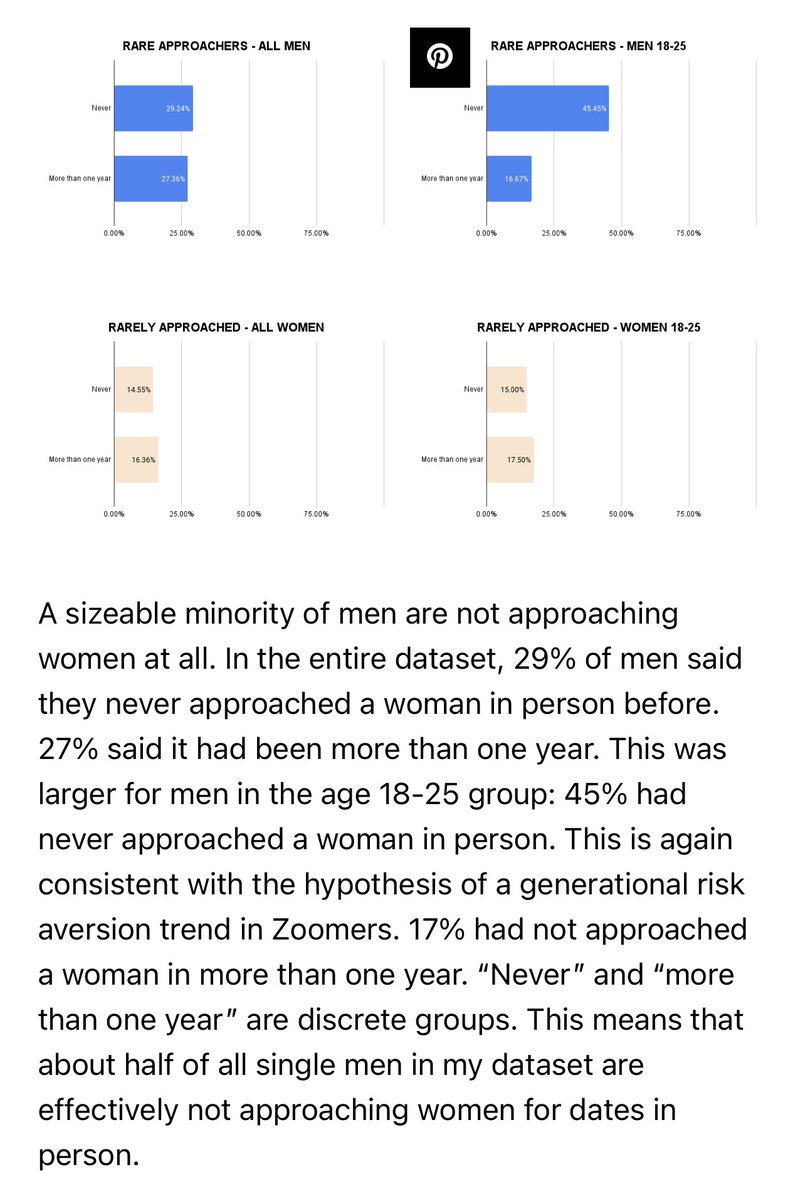 RARE APPROACHERS - ALL MEN
Never
29.24%
More than one year
27.36%
0.00% 25.00% 50.00% 75.00%
RARE APPROACHERS - MEN 18-25
Never
45.45%
More than one year
16.67%
0.00% 25.00% 50.00% 75.00%
RARELY APPROACHED - ALL WOMEN
Never
14.55%
More than one year
16.36%
0.00% 25.00% 50.00% 75.00%
RARELY APPROACHED - WOMEN 18-25
Never
15.00%
More than one year
17.50%
0.00% 25.00% 50.00% 75.00%
A sizeable minority of men are not approaching
women at all. In the entire dataset, 29% of men said
they never approached a woman in person before.
27% said it had been more than one year. This was
larger for men in the age 18-25 group: 45% had
never approached a woman in person. This is again
consistent with the hypothesis of a generational risk
aversion trend in Zoomers. 17% had not approached
a woman in more than one year. “Never” and “more
than one year” are discrete groups. This means that
about half of all single men in my dataset are
effectively not approaching women for dates in
person.